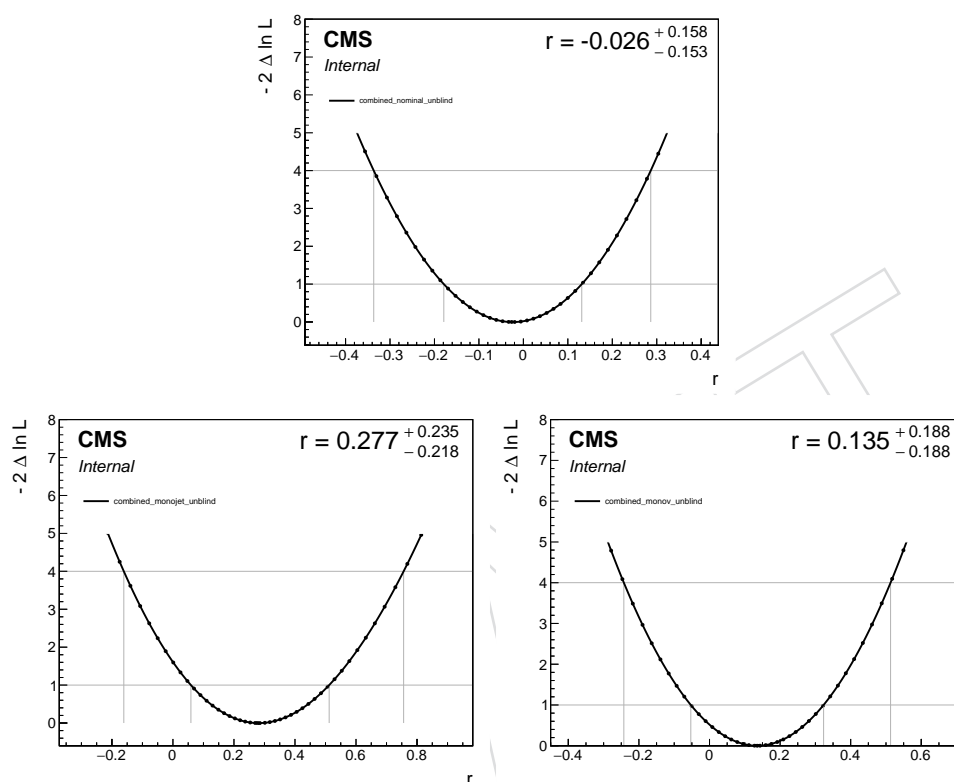 8
7
6
5
4
3
2
1
0
- 2 Δ ln L
CMS
Internal
r = -0.026 + 0.158 − 0.153
combined_nominal_unblind
−0.4 −0.3 −0.2 −0.1 0 0.1 0.2 0.3 0.4
r
8
7
6
5
4
3
2
1
0
- 2 Δ ln L
CMS
Internal
r = 0.277 + 0.235 − 0.218
combined_monojet_unblind
−0.2 0 0.2 0.4 0.6 0.8
r
8
7
6
5
4
3
2
1
0
- 2 Δ ln L
CMS
Internal
r = 0.135 + 0.188 − 0.188
combined_monov_unblind
−0.4 −0.2 0 0.2 0.4 0.6